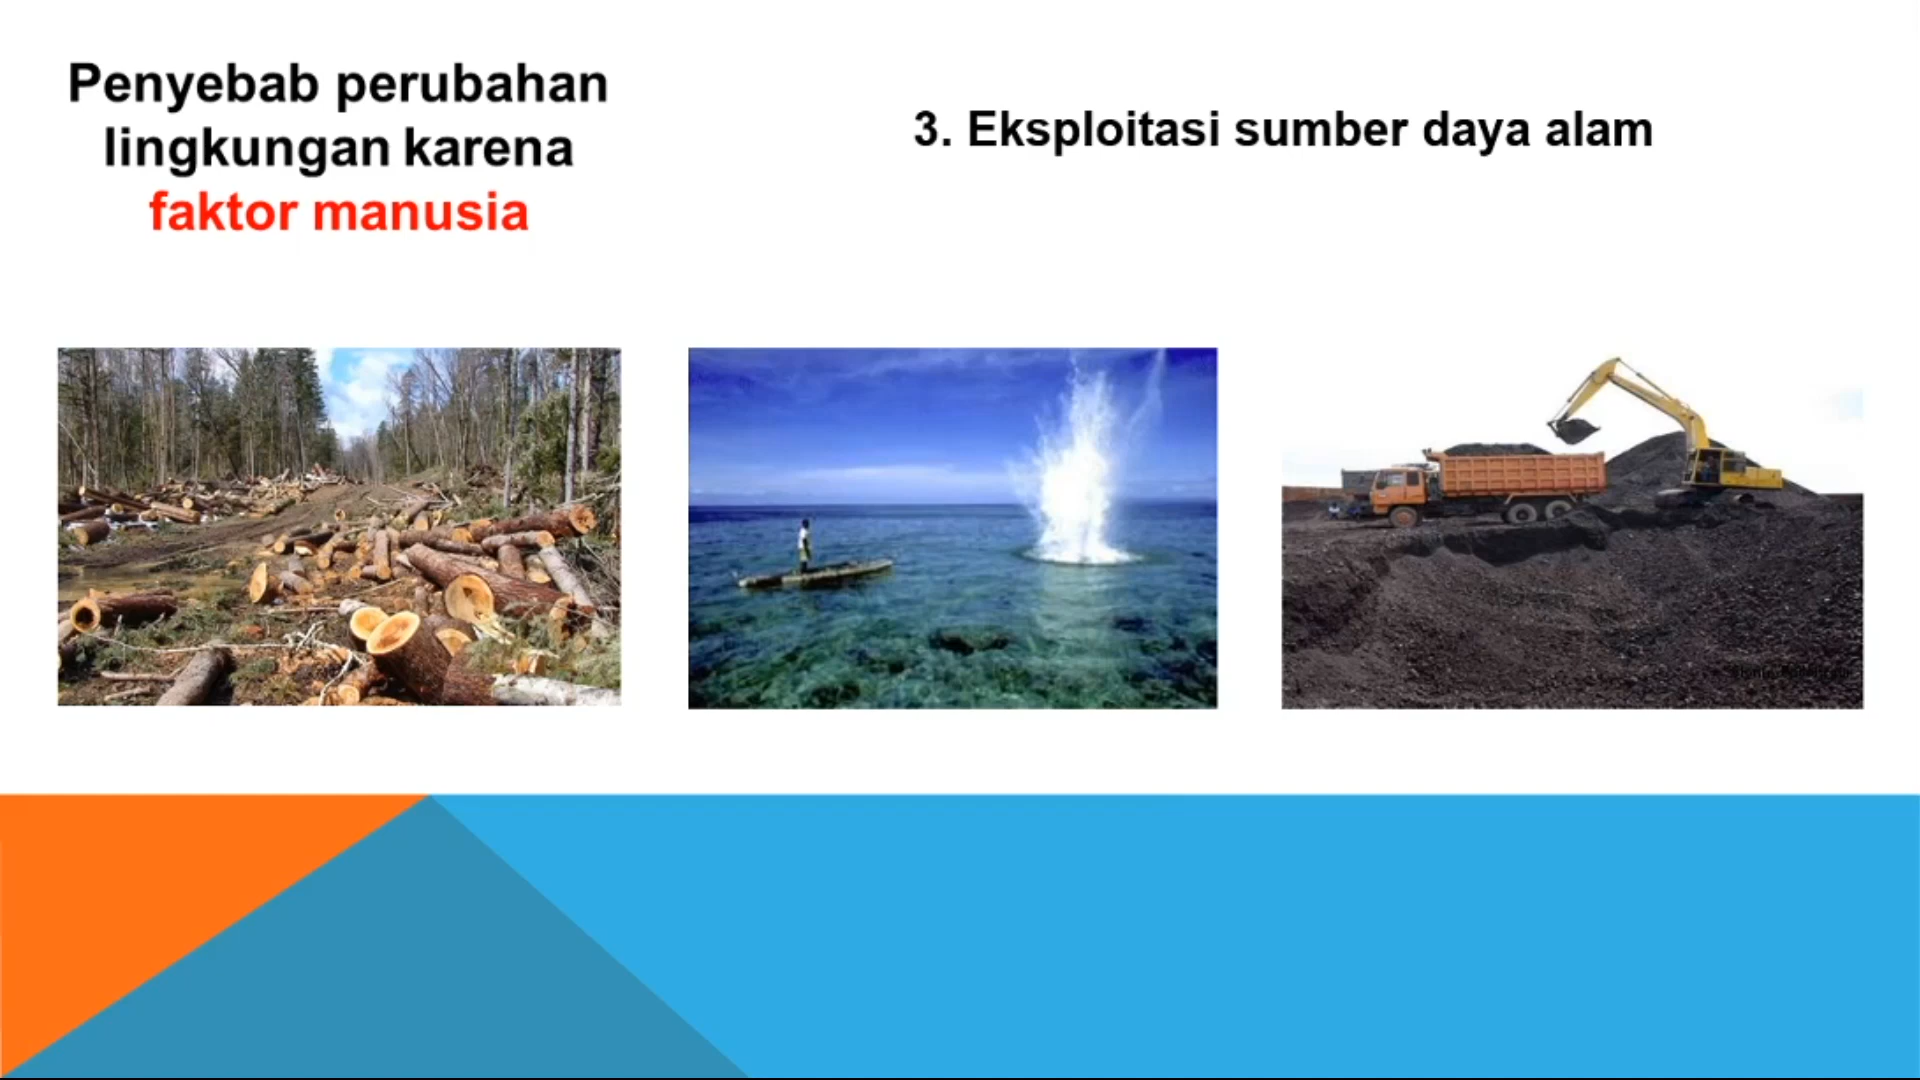 Penyebab perubahan
lingkungan karena
faktor manusia
3. Eksploitasi sumber daya alam